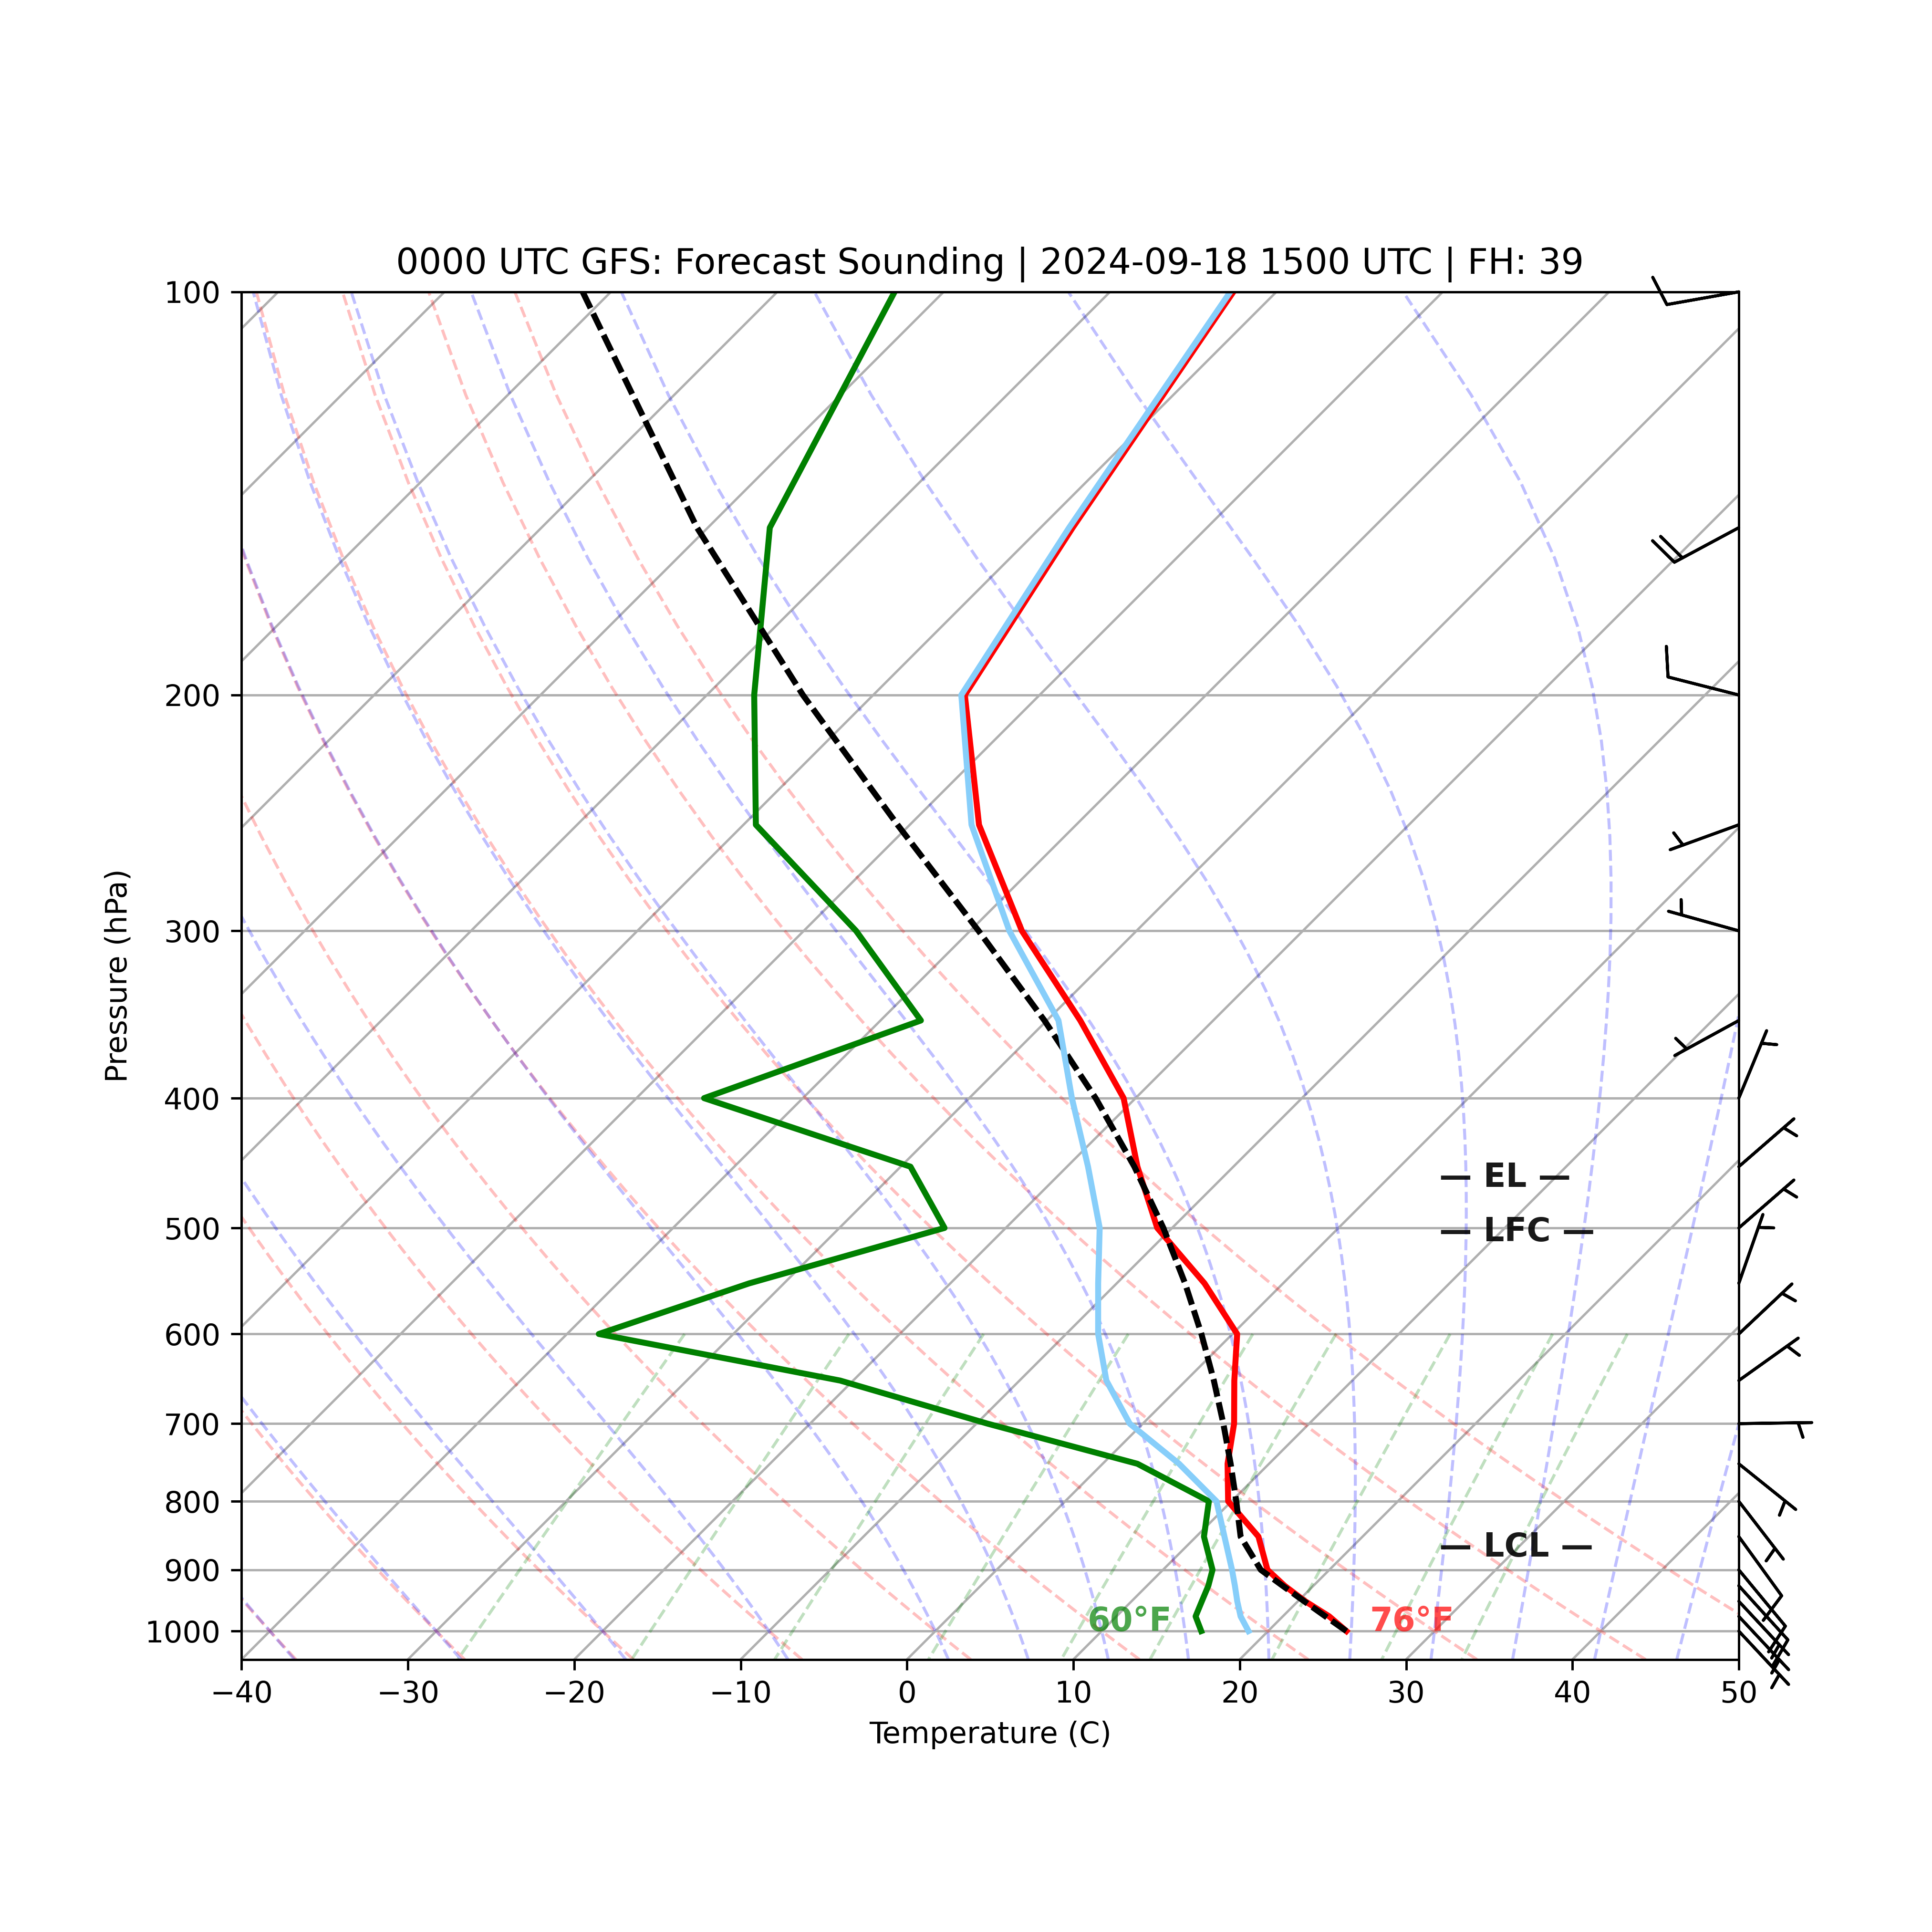 0000 UTC GFS: Forecast Sounding | 2024-09-18 1500 UTC | FH: 39
100
200
300
400
500
600
700
800
900
1000
Pressure (hPa)
— EL —
— LFC —
— LCL —
60°F
76°F
−40 −30 −20 −10 0 10 20 30 40 50
Temperature (C)